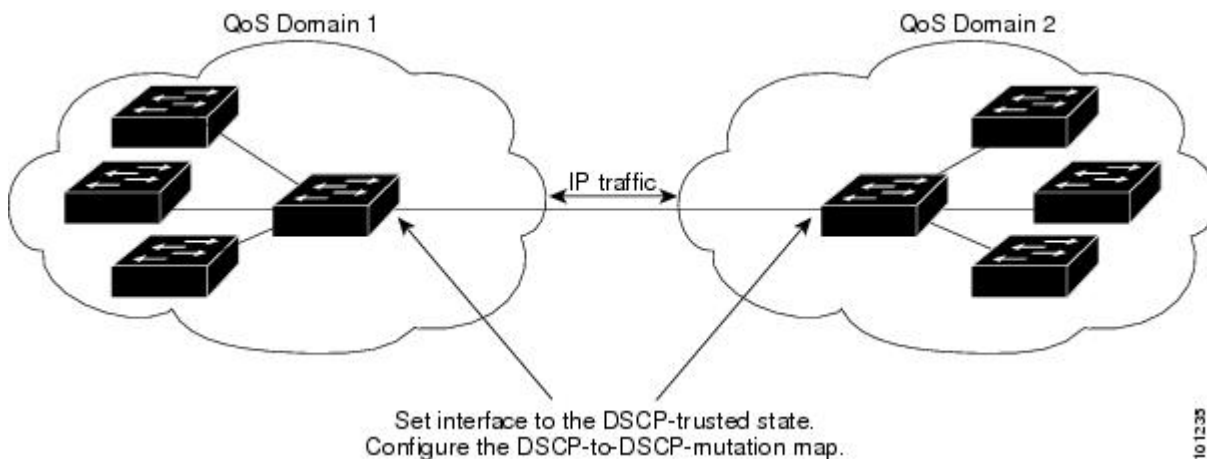 QoS Domain 1
QoS Domain 2
IP traffic
Set interface to the DSCP-trusted state.
Configure the DSCP-to-DSCP-mutation map.
101235